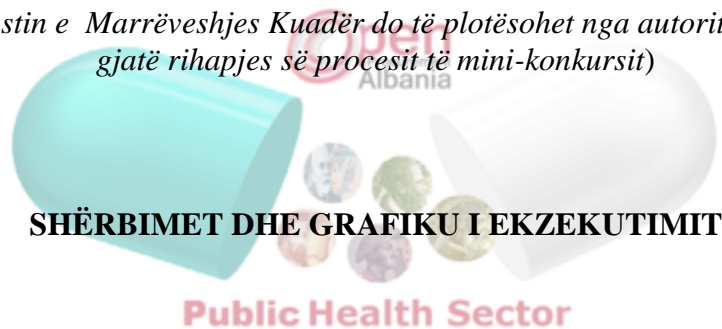 stin e Marrëveshjes Kuadër do të plotësohet nga autorit
gjatë rihapjes së procesit të mini-konkursit)
Open
Albania
SHËRBIMET DHE GRAFIKU I EKZEKUTIMIT
Public Health Sector